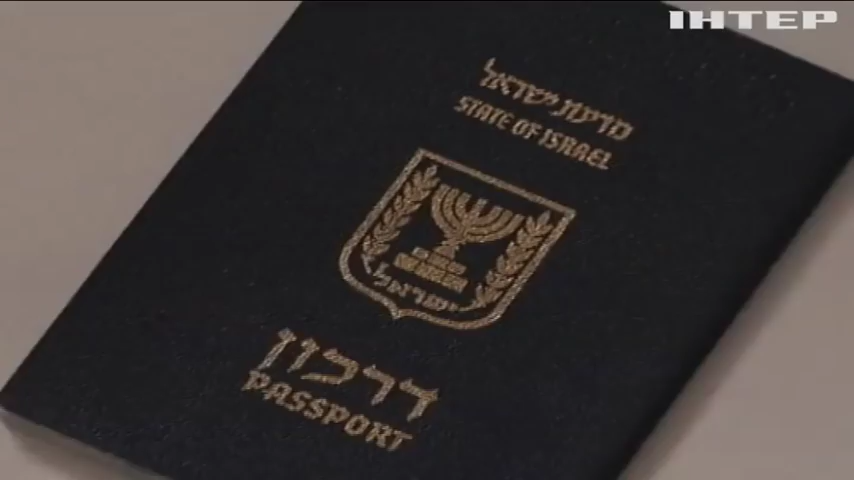 ІНТЕР
מדינת ישראל
STATE OF ISRAEL
ישראל
דרכון
PASSPORT